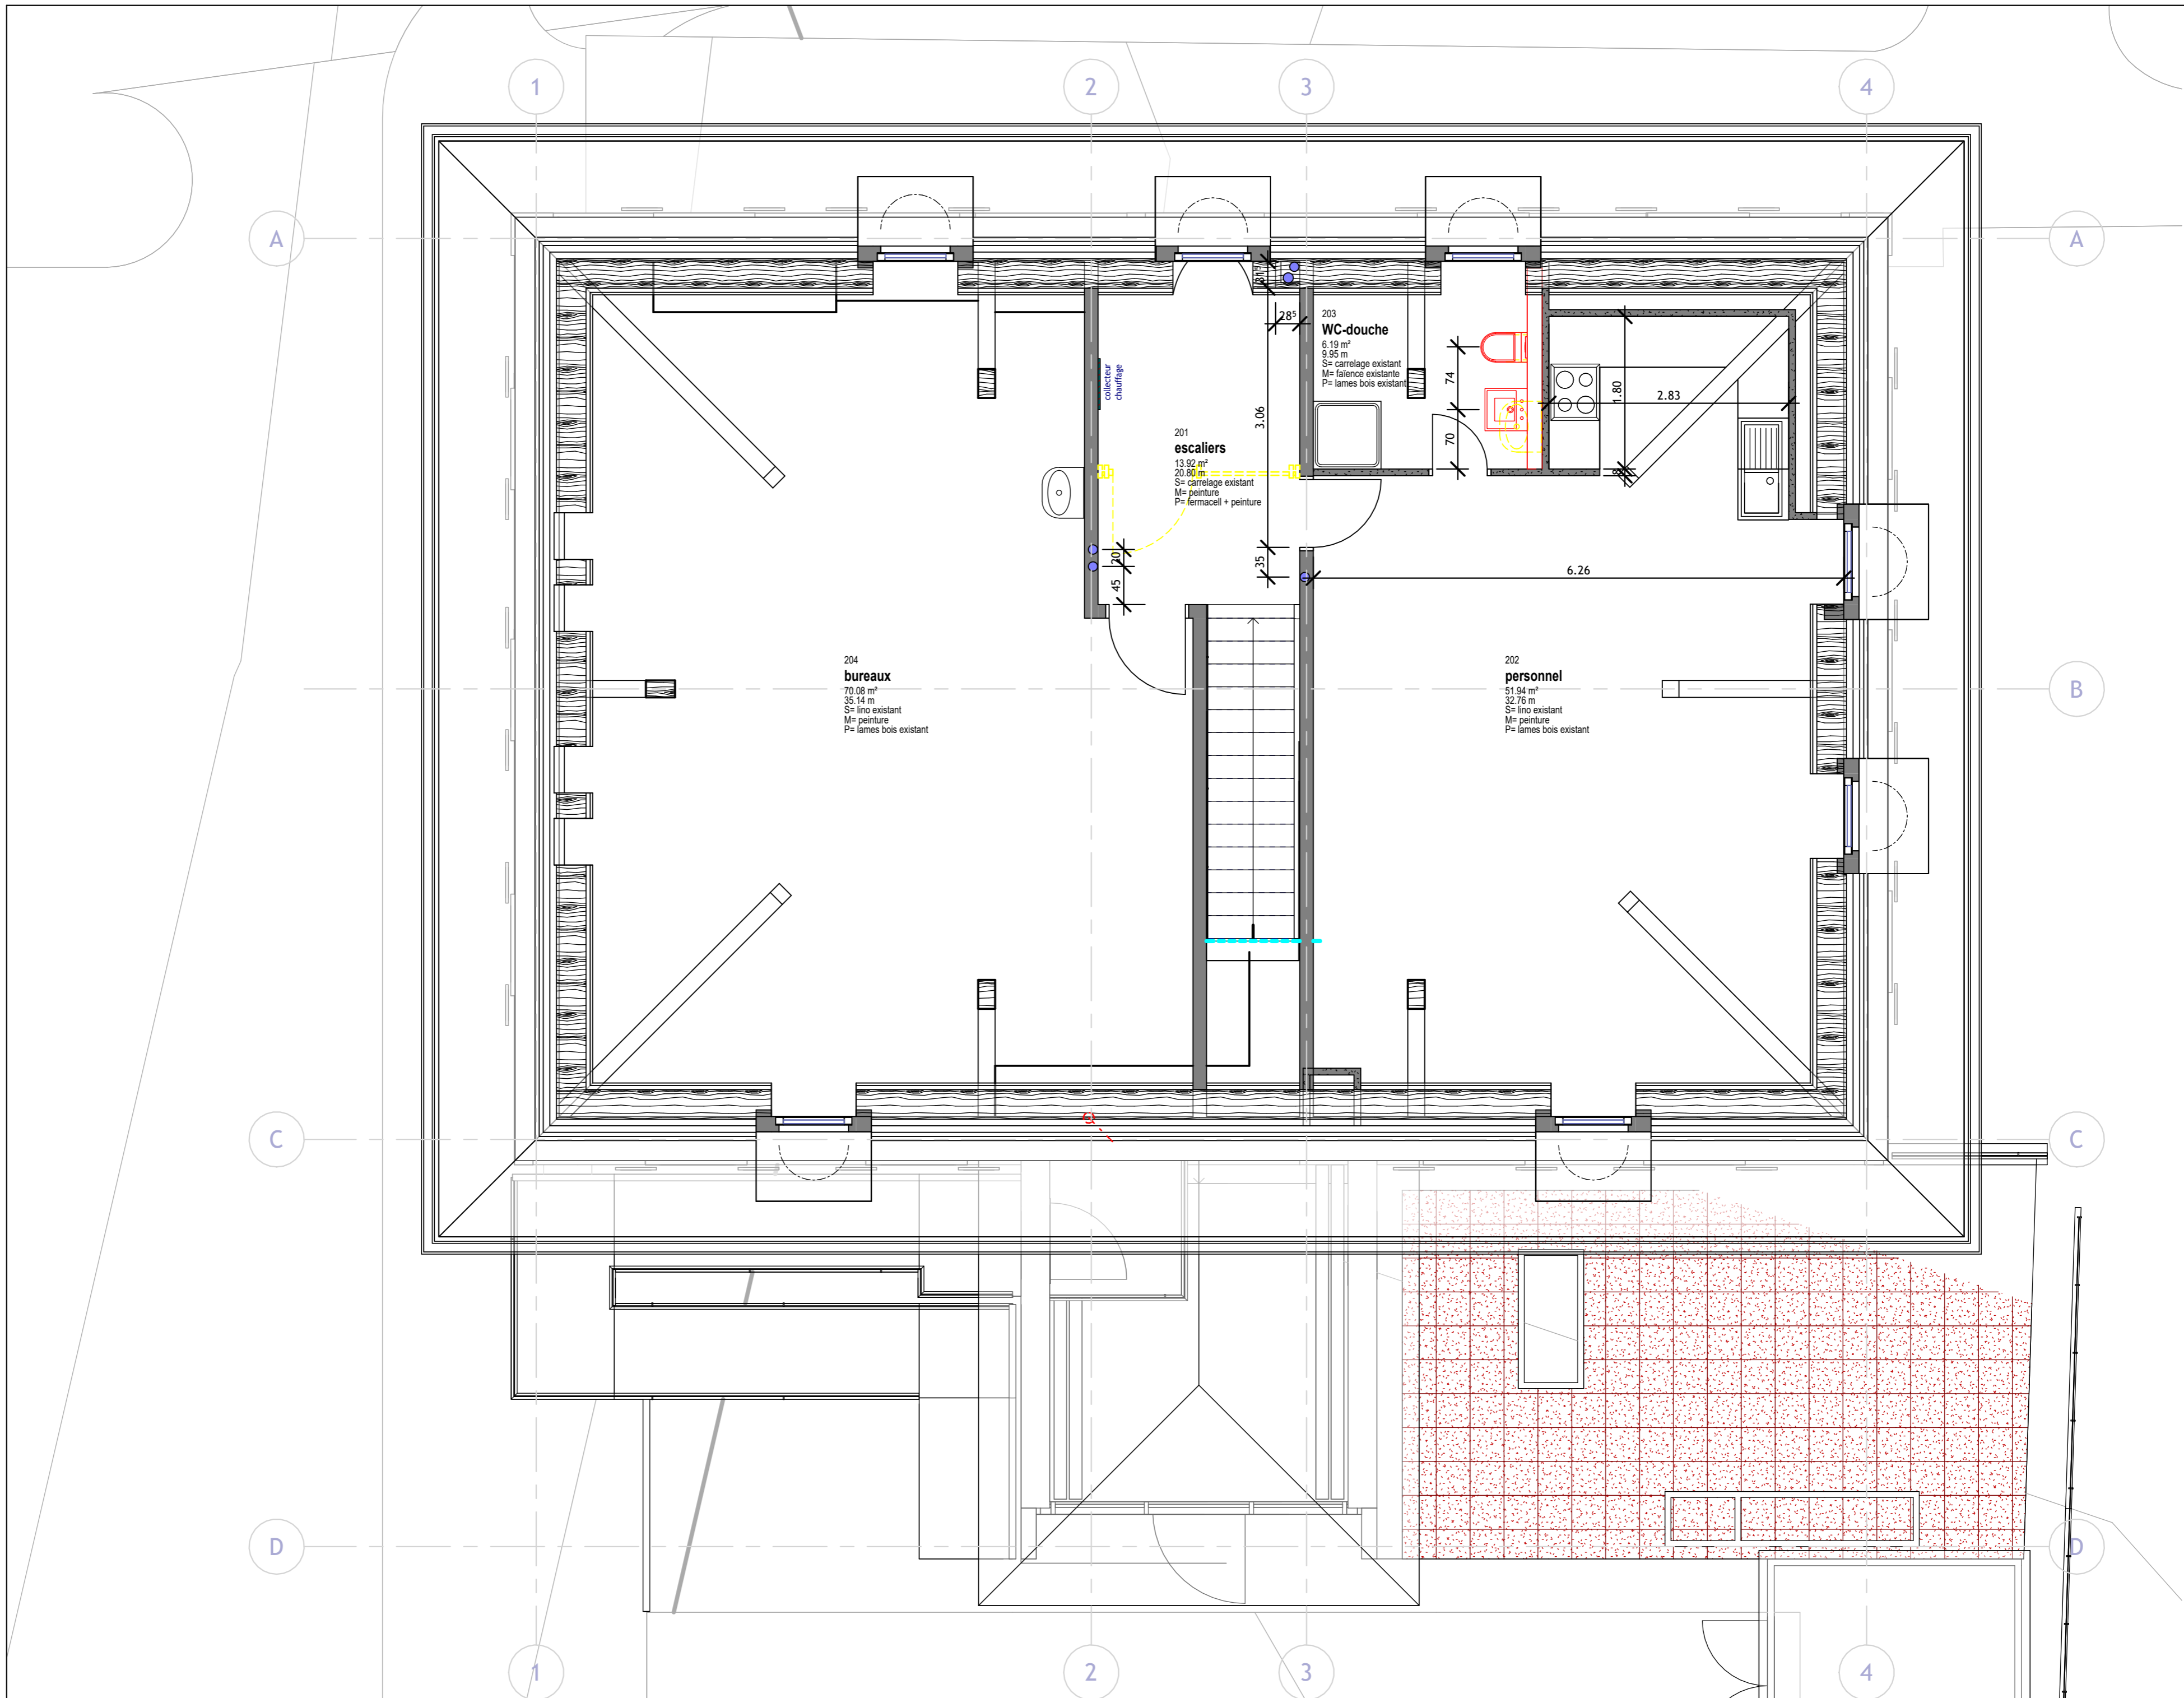 1
2
3
4
A
A
31⁵
28⁵
203
WC-douche
6.19 m²
9.95 m
S= carrelage existant
M= faïence existante
P= lames bois existant
74
70
1.80
2.83
8
collecteur
chauffage
3.06
201
escaliers
13.92 m²
20.80 m
S= carrelage existant
M= peinture
P= fermacell + peinture
20
45
35
6.26
204
bureaux
70.08 m²
35.14 m
S= lino existant
M= peinture
P= lames bois existant
202
personnel
51.94 m²
32.76 m
S= lino existant
M= peinture
P= lames bois existant
B
C
C
D
D
1
2
3
4